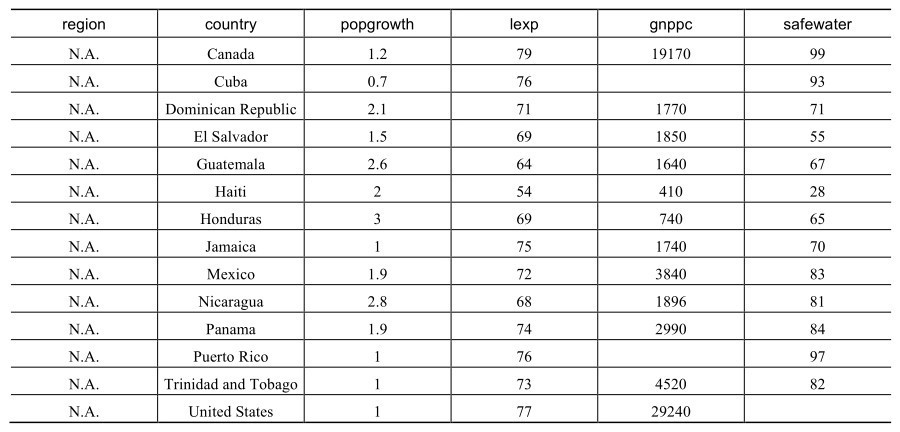 region country popgrowth lexp gnppc safewater
N.A. Canada 1.2 79 19170 99
N.A. Cuba 0.7 76 93
N.A. Dominican Republic 2.1 71 1770 71
N.A. El Salvador 1.5 69 1850 55
N.A. Guatemala 2.6 64 1640 67
N.A. Haiti 2 54 410 28
N.A. Honduras 3 69 740 65
N.A. Jamaica 1 75 1740 70
N.A. Mexico 1.9 72 3840 83
N.A. Nicaragua 2.8 68 1896 81
N.A. Panama 1.9 74 2990 84
N.A. Puerto Rico 1 76 97
N.A. Trinidad and Tobago 1 73 4520 82
N.A. United States 1 77 29240